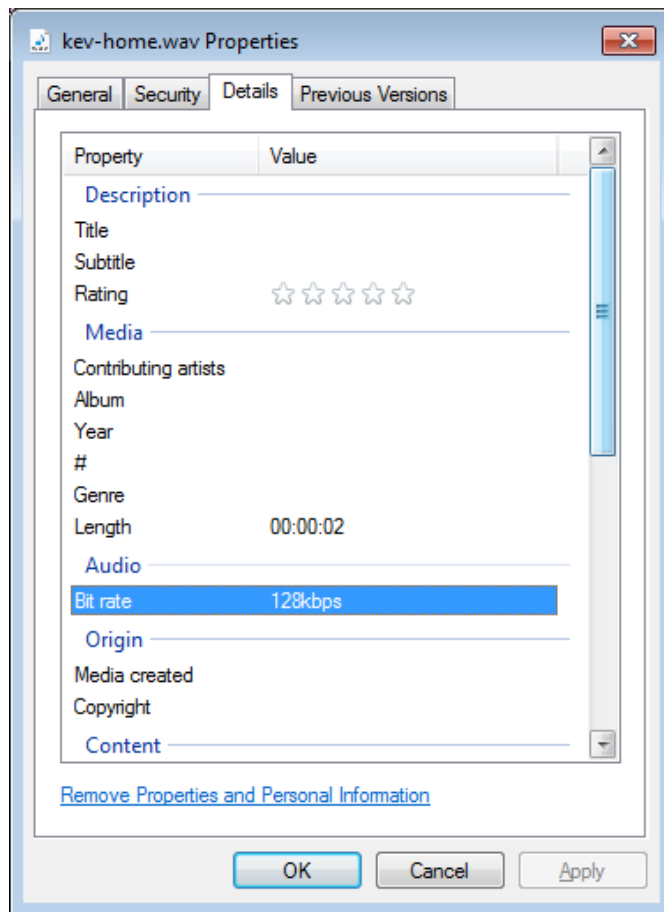 kev-home.wav Properties
General Security Details Previous Versions
Property Value
Description
Title
Subtitle
Rating
Media
Contributing artists
Album
Year
#
Genre
Length 00:00:02
Audio
Bit rate 128kbps
Origin
Media created
Copyright
Content
Remove Properties and Personal Information
OK Cancel Apply